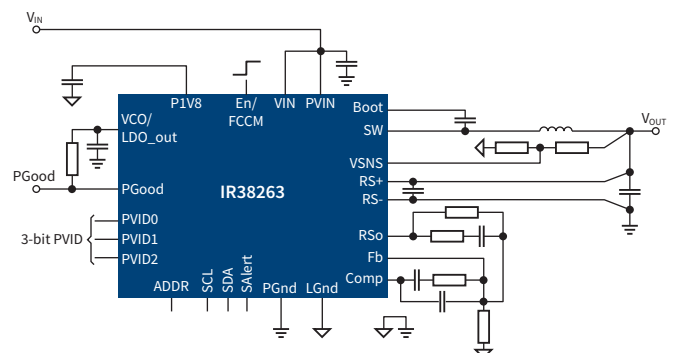 VIN
P1V8
En/
FCCM
VIN
PVIN
Boot
VCO/
LDO_out
SW
VOUT
VSNS
PGood
PGood
IR38263
RS+
RS-
PVID0
3-bit PVID
PVID1
PVID2
RSo
Fb
Comp
ADDR
SCL
SDA
SAlert
PGnd
LGnd